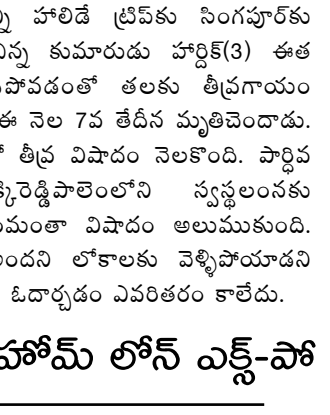 హాలిడే ట్రిప్‌కు సింగపూర్‌కు
చిన్న కుమారుడు హార్దిక్(3) ఈత
పోవడంతో తలకు తీవ్రగాయం
ఈ నెల 7వ తేదీన మృతిచెందాడు.
తీవ్ర విషాదం నెలకొంది. పార్థివ
క్కిరెడ్డిపాలెంలోని స్వస్థలంనకు
మంతా విషాదం అలుముకుంది.
అందని లోకాలకు వెళ్ళిపోయాడని
ఓదార్చడం ఎవరితరం కాలేదు.
హోమ్ లోన్ ఎక్స్-పో